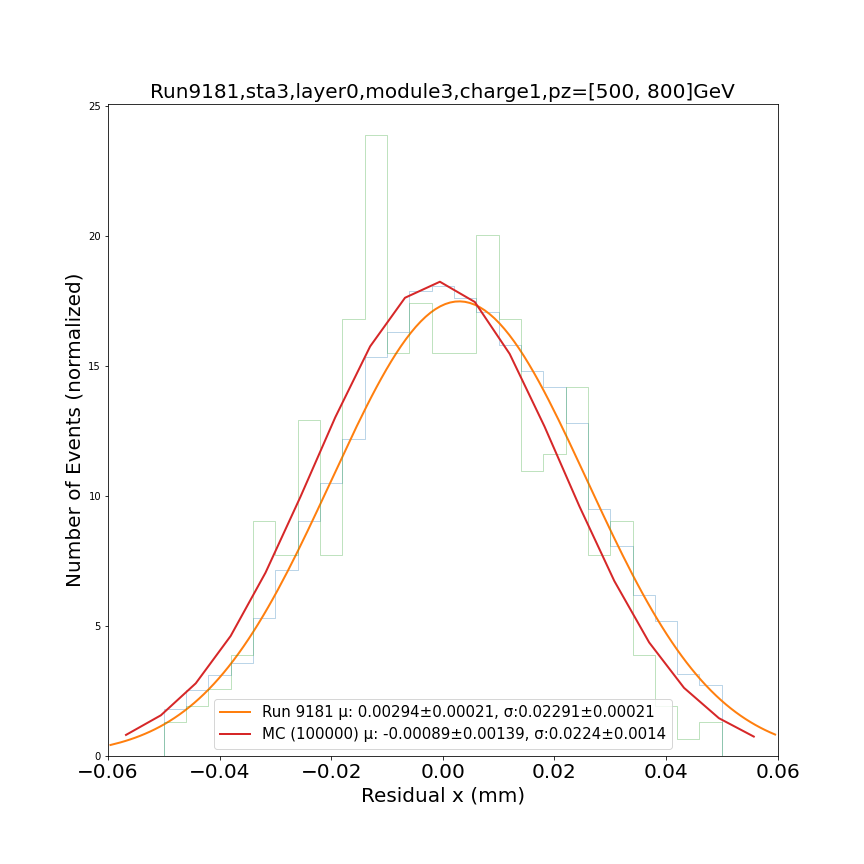 Run9181,sta3,layer0,module3,charge1,pz=[500, 800]GeV
Number of Events (normalized)
25
20
15
10
5
0
Run 9181 μ: 0.00294±0.00021, σ:0.02291±0.00021
MC (100000) μ: -0.00089±0.00139, σ:0.0224±0.0014
−0.06 −0.04 −0.02 0.00 0.02 0.04 0.06
Residual x (mm)